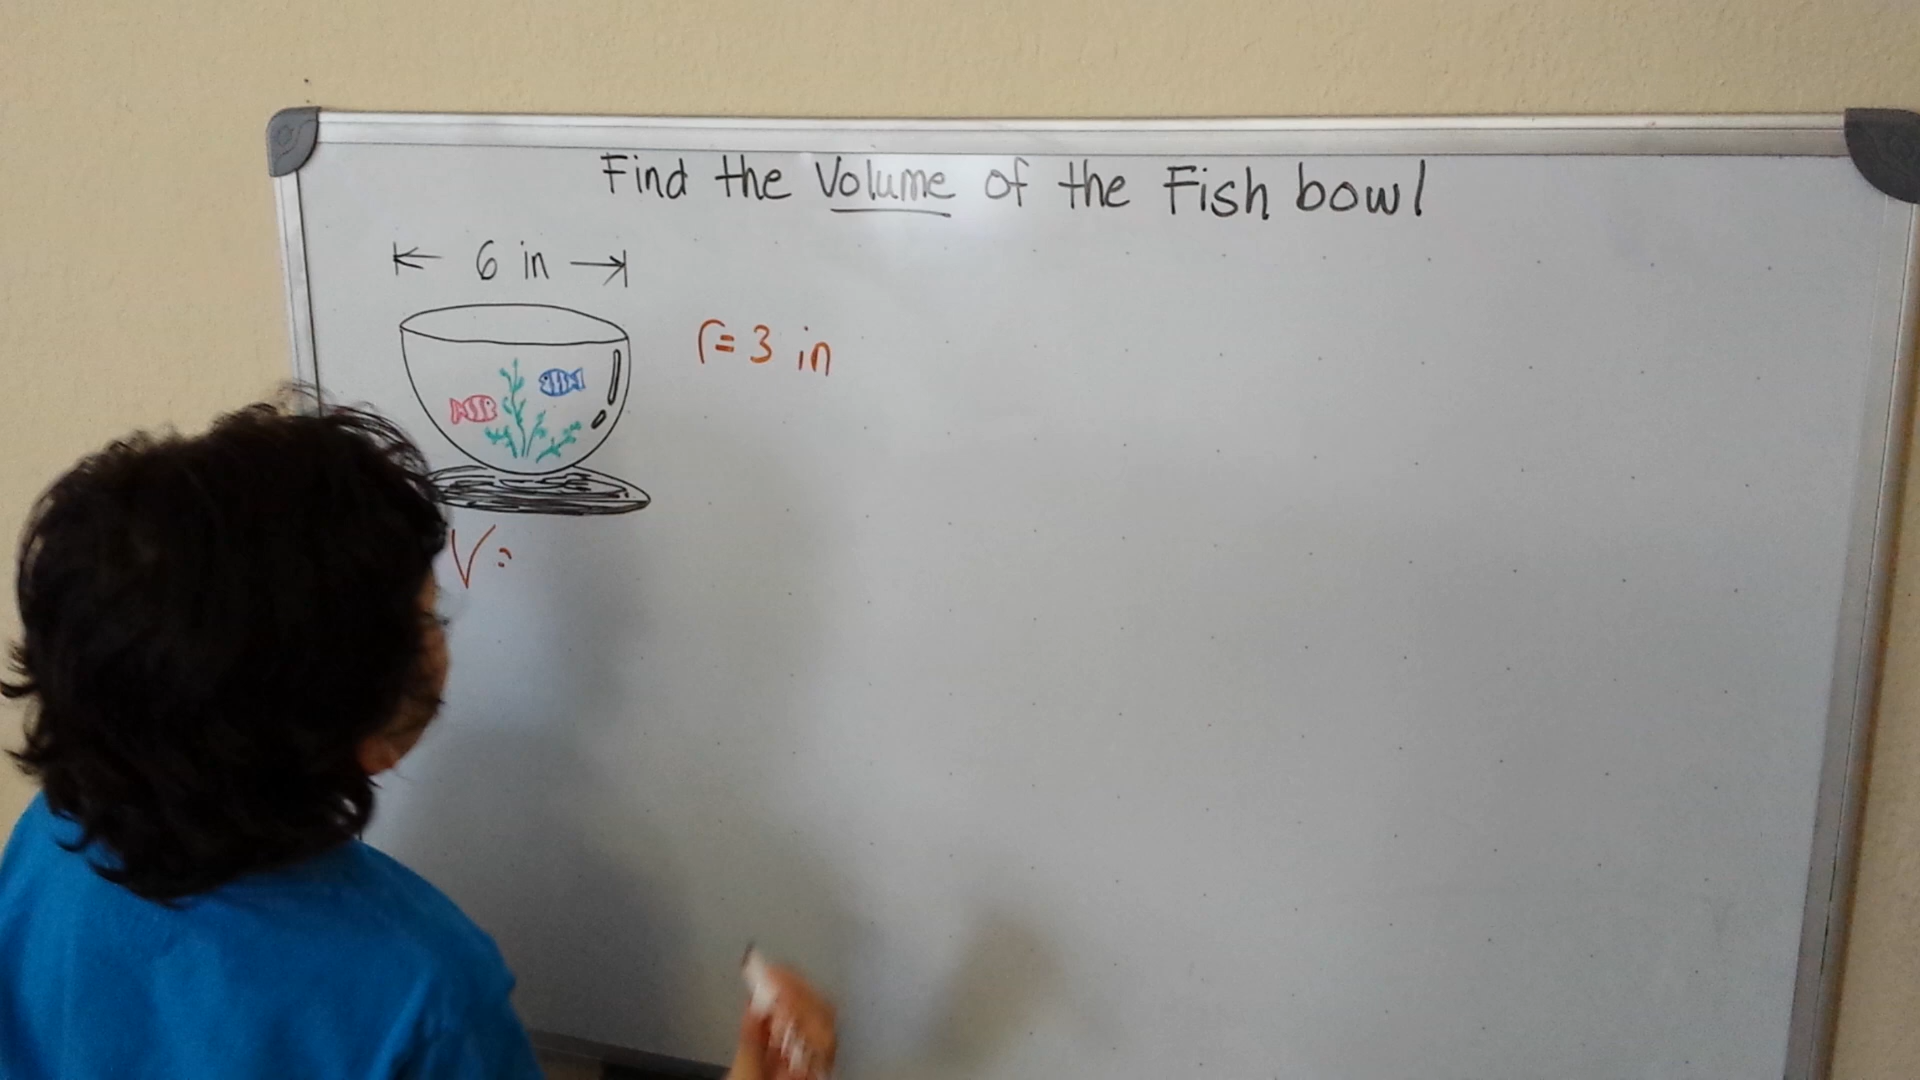 Find the Volume of the Fish bowl
6 in
r= 3 in
V=